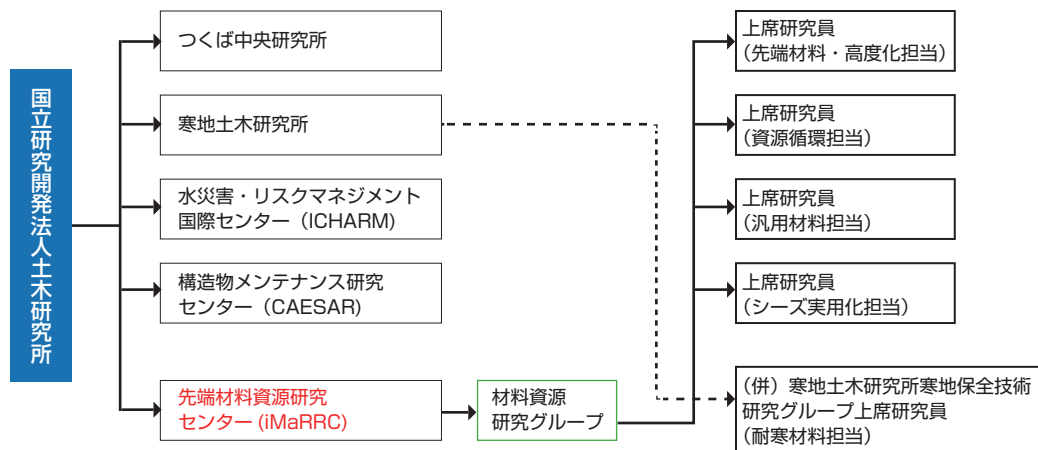 国立研究開発法人土木研究所
つくば中央研究所
寒地土木研究所
水災害・リスクマネジメント
国際センター（ICHARM）
構造物メンテナンス研究
センター（CAESAR）
先端材料資源研究
センター(iMaRRC)
材料資源
研究グループ
上席研究員
（先端材料・高度化担当）
上席研究員
（資源循環担当）
上席研究員
（汎用材料担当）
上席研究員
（シーズ実用化担当）
（併）寒地土木研究所寒地保全技術
研究グループ上席研究員
（耐寒材料担当）